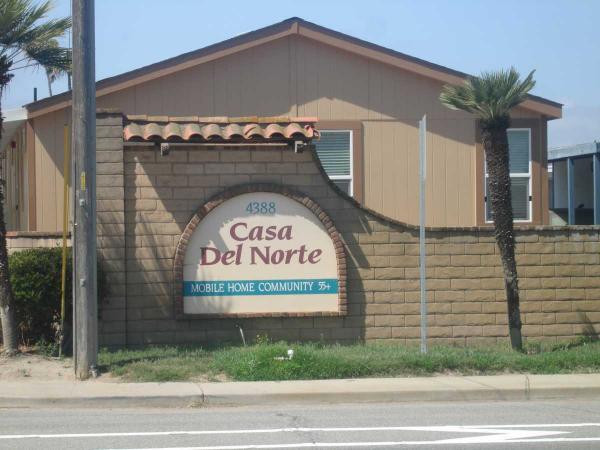 4388
Casa
Del Norte
MOBILE HOME COMMUNITY 55+